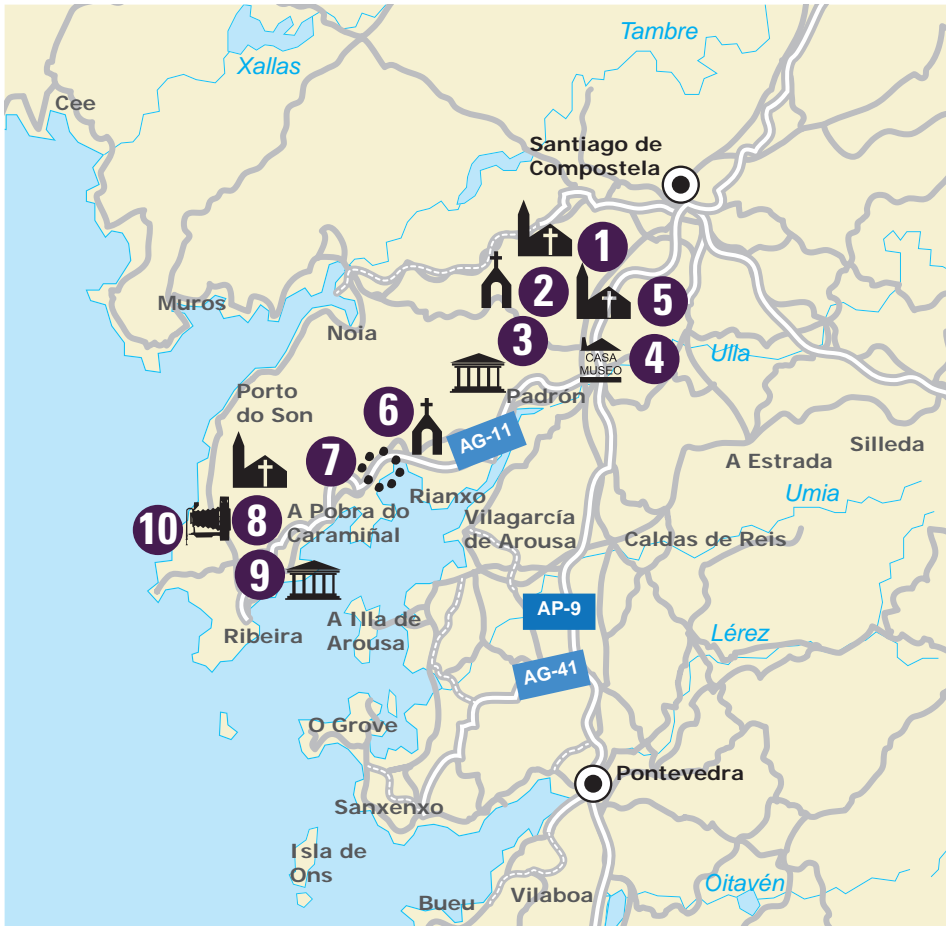 Tambre
Xallas
Cee
Santiago de
Compostela
1
2
5
Muros
Noia
3
CASA
MUSEO
4
Ulla
Porto
do Son
6
Padrón
AG-11
Silleda
7
A Estrada
Rianxo
Umia
10
8
A Pobra do
Caramiñal
Vilagarcía
de Arousa
Caldas de Reis
9
AP-9
Ribeira
A Illa de
Arousa
Lérez
AG-41
O Grove
Pontevedra
Sanxenxo
Isla de
Ons
Bueu
Vilaboa
Oitavén